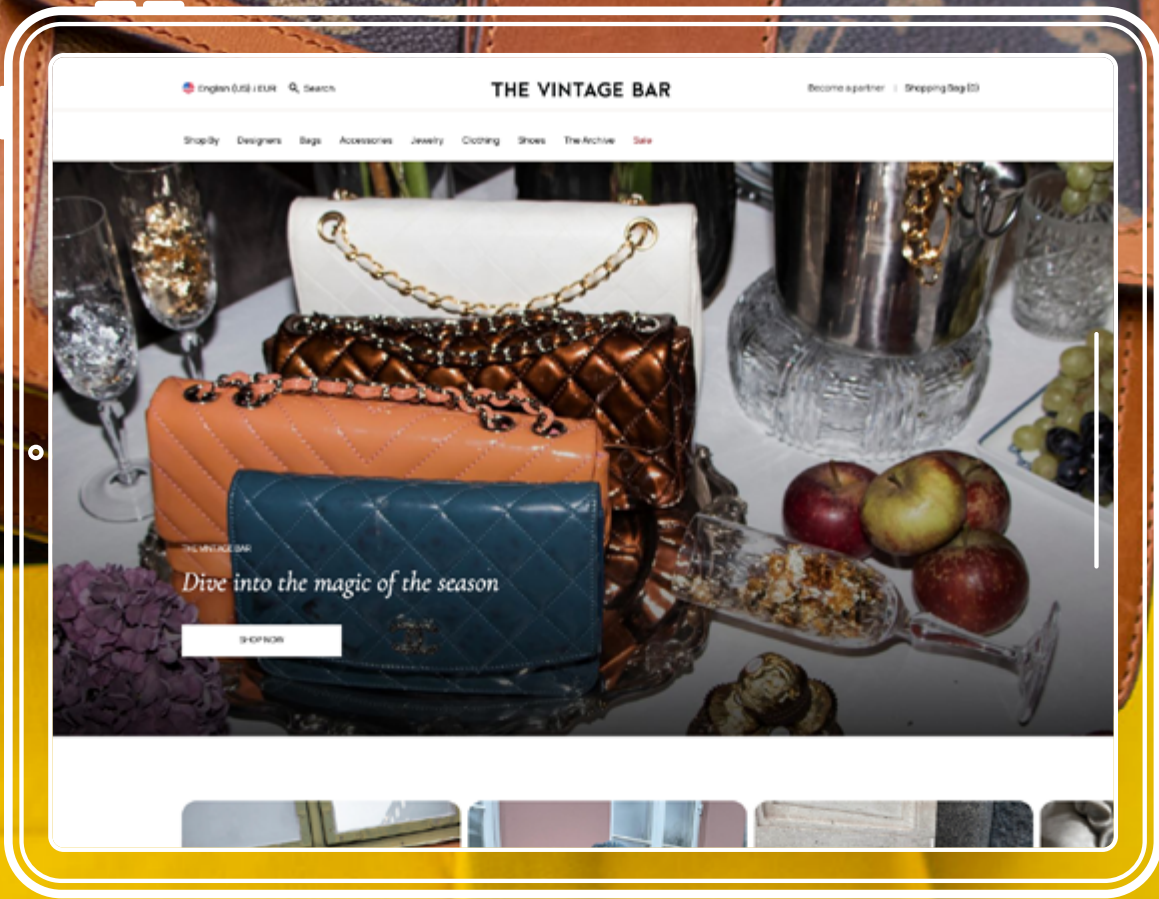 English (US) / EUR
Search
THE VINTAGE BAR
Become a partner | Shopping Bag (0)
Shop By Designers Bags Accessories Jewelry Clothing Shoes The Archive Sale
THE VINTAGE BAR
Dive into the magic of the season
SHOP NOW